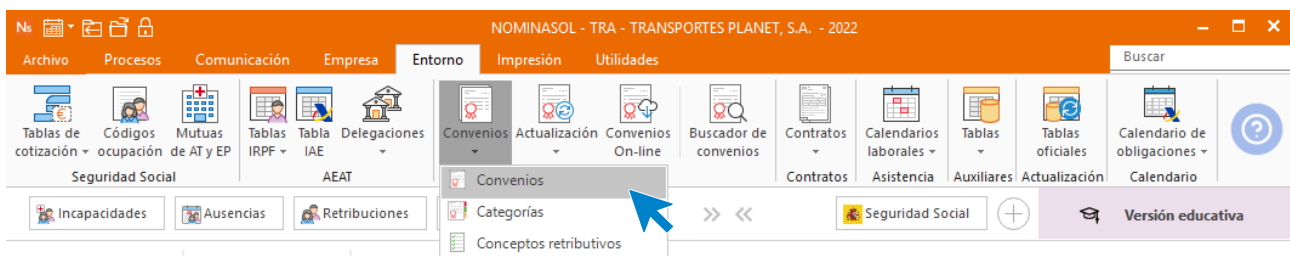 Ns NOMINASOL - TRA - TRANSPORTES PLANET, S.A. - 2022
Archivo Procesos Comunicación Empresa Entorno Impresión Utilidades Buscar
Tablas de cotización
Códigos ocupación
Mutuas de AT y EP
Tablas IRPF
Tabla IAE
Delegaciones
Convenios
Actualización
Convenios On-line
Buscador de convenios
Contratos
Calendarios laborales
Tablas
Tablas oficiales
Calendario de obligaciones
?
Seguridad Social AEAT Contratos Asistencia Auxiliares Actualización Calendario
Convenios
Categorías
Conceptos retributivos
Incapacidades Ausencias Retribuciones Seguridad Social Versión educativa